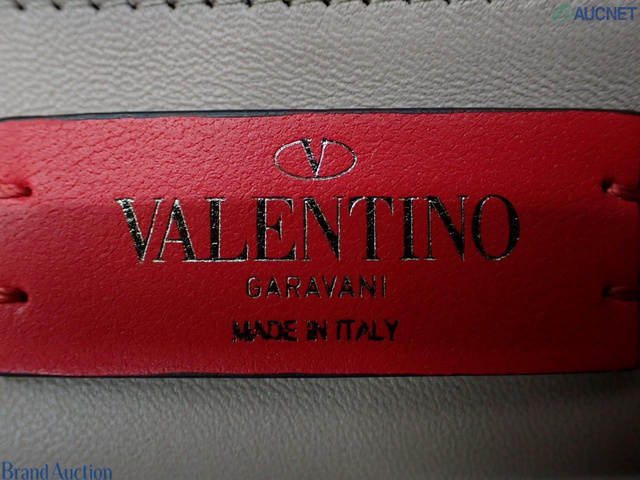 AUCNET
V
VALENTINO
GARAVANI
MADE IN ITALY
Brand Auction